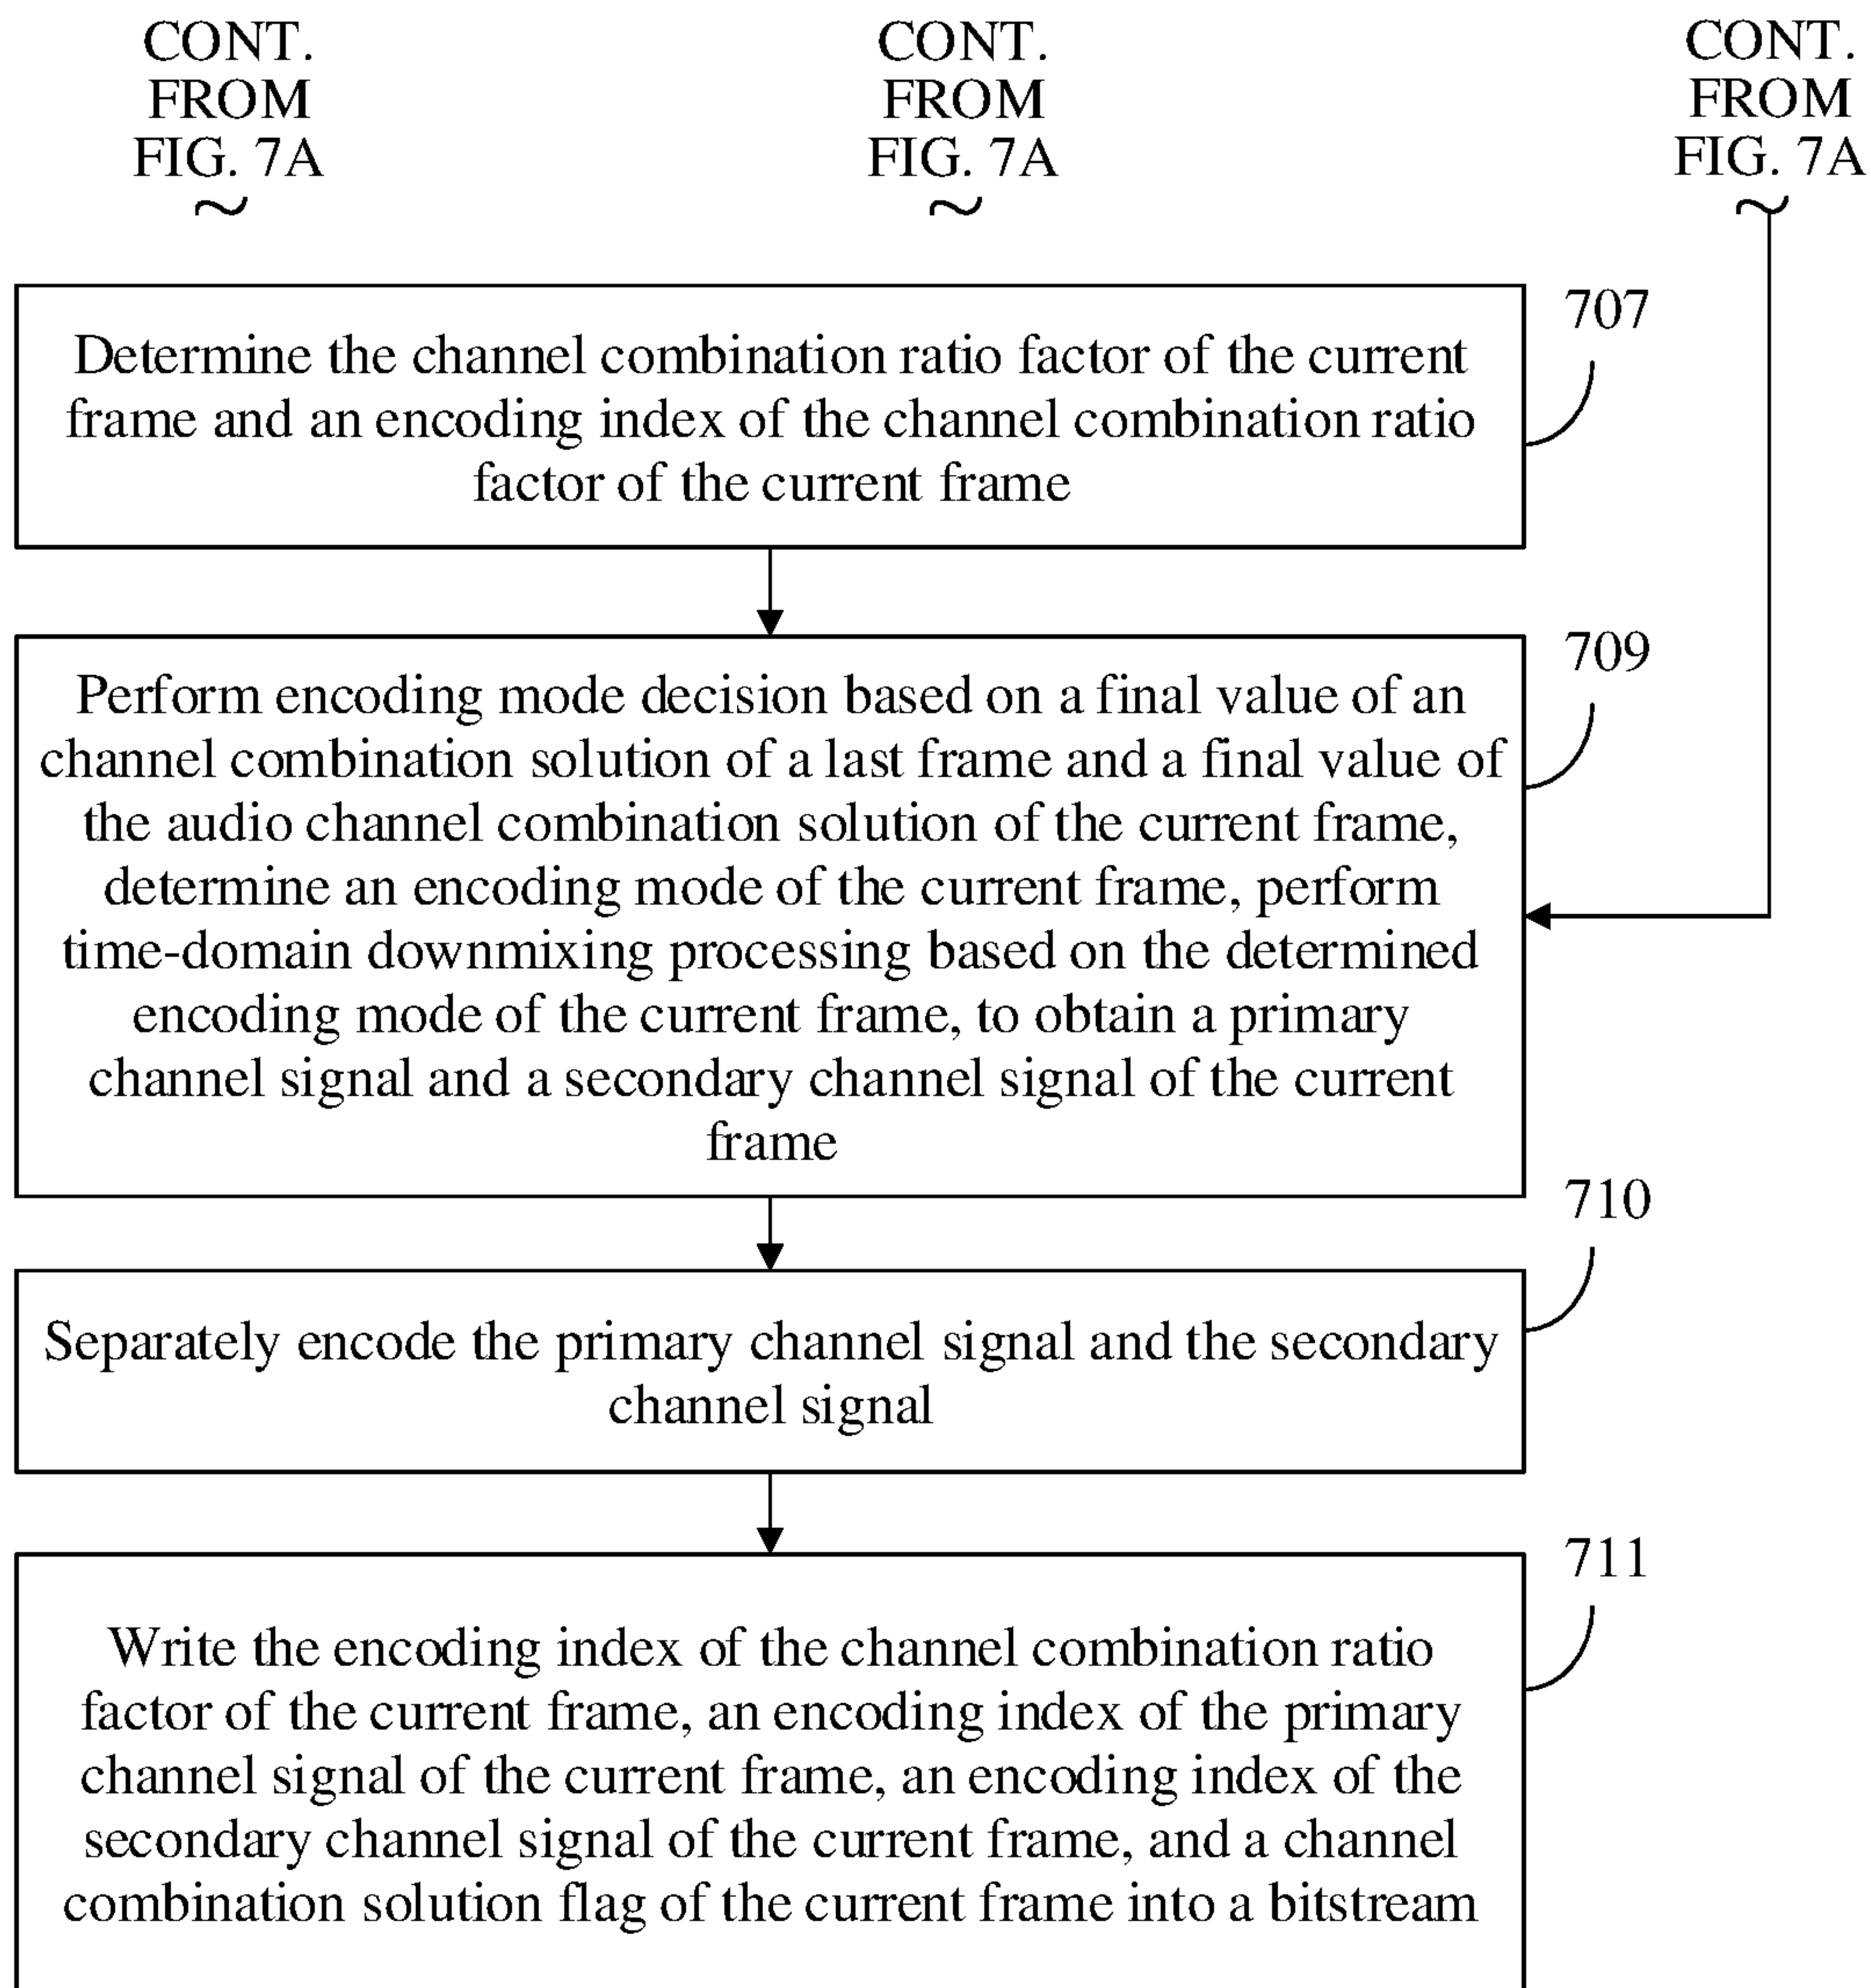 CONT.
FROM
FIG. 7A
CONT.
FROM
FIG. 7A
CONT.
FROM
FIG. 7A
707
Determine the channel combination ratio factor of the current
frame and an encoding index of the channel combination ratio
factor of the current frame
709
Perform encoding mode decision based on a final value of an
channel combination solution of a last frame and a final value of
the audio channel combination solution of the current frame,
determine an encoding mode of the current frame, perform
time-domain downmixing processing based on the determined
encoding mode of the current frame, to obtain a primary
channel signal and a secondary channel signal of the current
frame
710
Separately encode the primary channel signal and the secondary
channel signal
711
Write the encoding index of the channel combination ratio
factor of the current frame, an encoding index of the primary
channel signal of the current frame, an encoding index of the
secondary channel signal of the current frame, and a channel
combination solution flag of the current frame into a bitstream